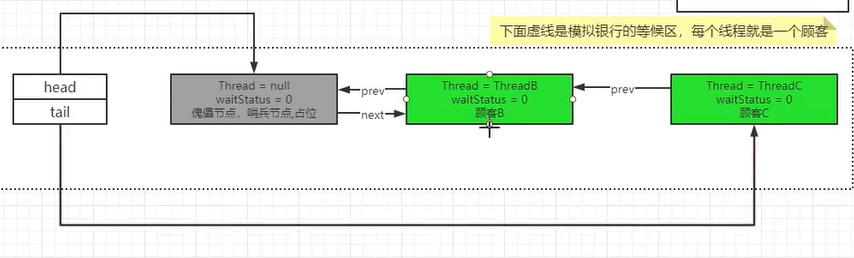 下面虚线是模拟银行的等候区，每个线程就是一个顾客
head
tail
Thread = null
waitStatus = 0
傀儡节点，哨兵节点,占位
prev
next
Thread = ThreadB
waitStatus = 0
顾客B
prev
Thread = ThreadC
waitStatus = 0
顾客C